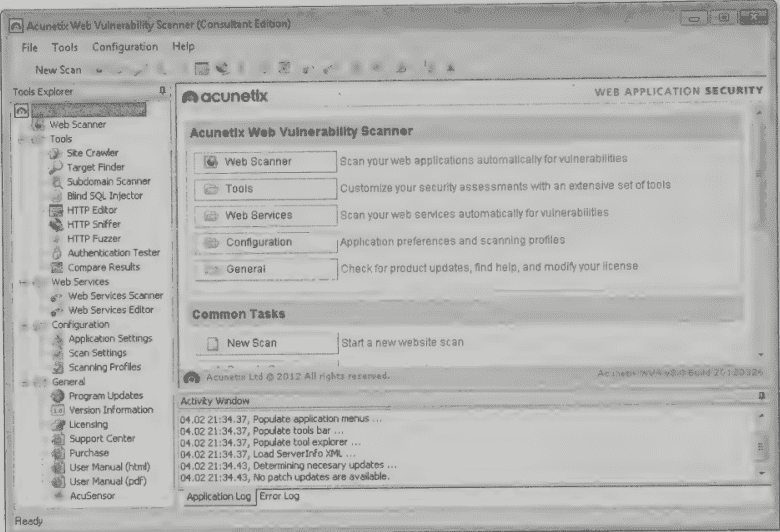 Acunetix Web Vulnerability Scanner (Consultant Edition)
File Tools Configuration Help
New Scan
Tools Explorer
Web Scanner
Tools
Site Crawler
Target Finder
Subdomain Scanner
Blind SQL Injector
HTTP Editor
HTTP Sniffer
HTTP Fuzzer
Authentication Tester
Compare Results
Web Services
Web Services Scanner
Web Services Editor
Configuration
Application Settings
Scan Settings
Scanning Profiles
General
Program Updates
Version Information
Licensing
Support Center
Purchase
User Manual (html)
User Manual (pdf)
AcuSensor
acunetix WEB APPLICATION SECURITY
Acunetix Web Vulnerability Scanner
Web Scanner Scan your web applications automatically for vulnerabilities
Tools Customize your security assessments with an extensive set of tools
Web Services Scan your web services automatically for vulnerabilities
Configuration Application preferences and scanning profiles
General Check for product updates, find help, and modify your license
Common Tasks
New Scan Start a new website scan
Acunetix Ltd © 2012 All rights reserved. Acunetix WVS v8.0 Build 20120326
Activity Window
04.02 21:34.37, Populate application menus ...
04.02 21:34.37, Populate tools bar ...
04.02 21:34.37, Populate tool explorer ...
04.02 21:34.37, Load ServerInfo XML ...
04.02 21:34.43, Determining necesary updates ...
04.02 21:34.43, No patch updates are available.
Application Log Error Log
Ready